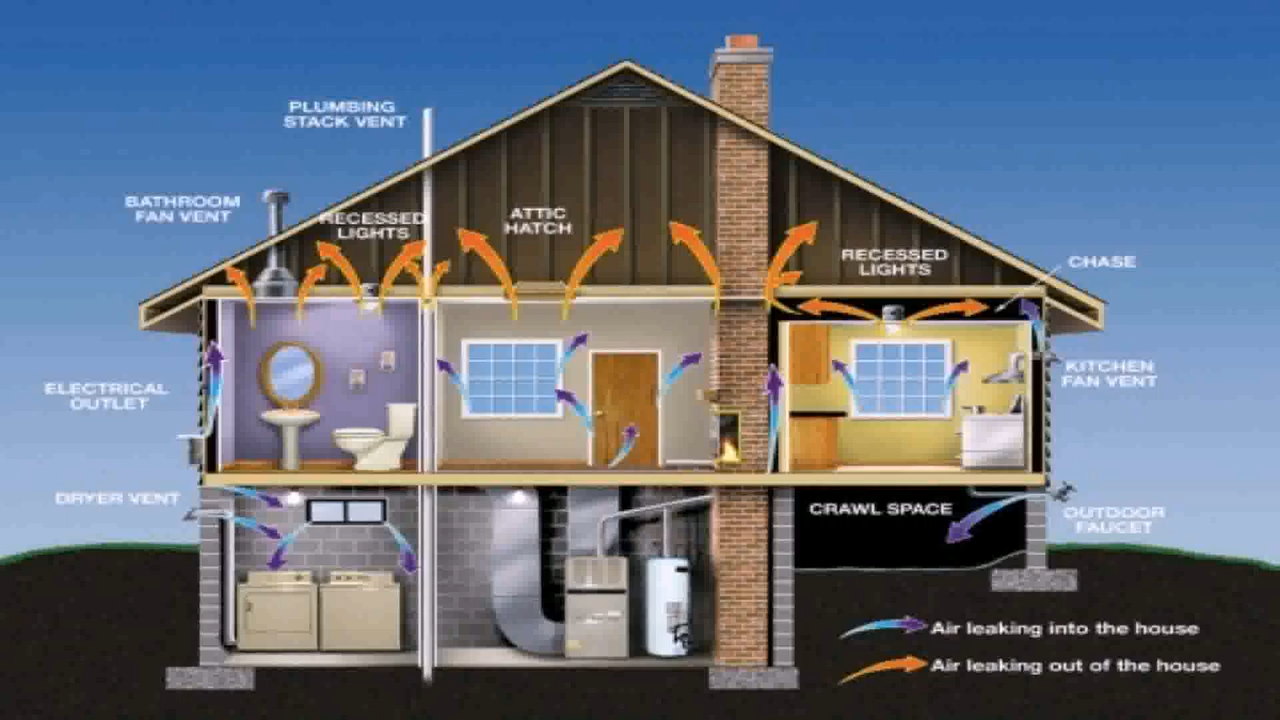 PLUMBING
STACK VENT
BATHROOM
FAN VENT
RECESSED
LIGHTS
ATTIC
HATCH
RECESSED
LIGHTS
CHASE
ELECTRICAL
OUTLET
KITCHEN
FAN VENT
DRYER VENT
CRAWL SPACE
OUTDOOR
FAUCET
Air leaking into the house
Air leaking out of the house